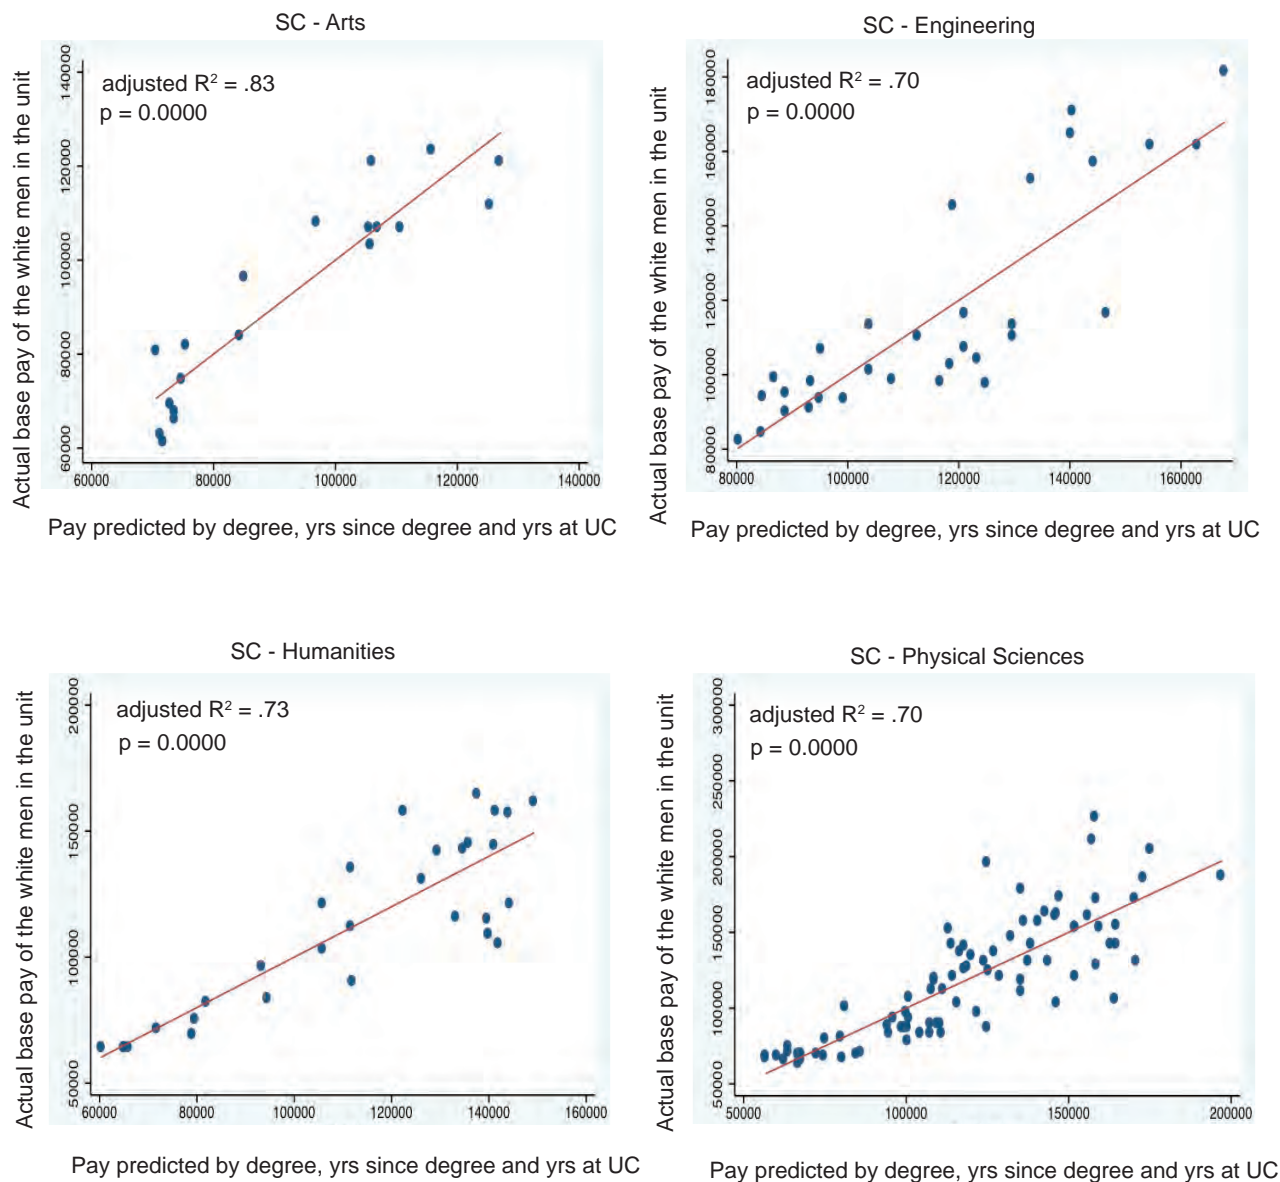 SC - Arts
adjusted R² = .83
p = 0.0000
Actual base pay of the white men in the unit
140000
120000
100000
80000
60000
60000 80000 100000 120000 140000
Pay predicted by degree, yrs since degree and yrs at UC
SC - Engineering
adjusted R² = .70
p = 0.0000
Actual base pay of the white men in the unit
180000
160000
140000
120000
100000
80000
80000 100000 120000 140000 160000
Pay predicted by degree, yrs since degree and yrs at UC
SC - Humanities
adjusted R² = .73
p = 0.0000
Actual base pay of the white men in the unit
200000
150000
100000
50000
60000 80000 100000 120000 140000 160000
Pay predicted by degree, yrs since degree and yrs at UC
SC - Physical Sciences
adjusted R² = .70
p = 0.0000
Actual base pay of the white men in the unit
300000
250000
200000
150000
100000
50000
50000 100000 150000 200000
Pay predicted by degree, yrs since degree and yrs at UC